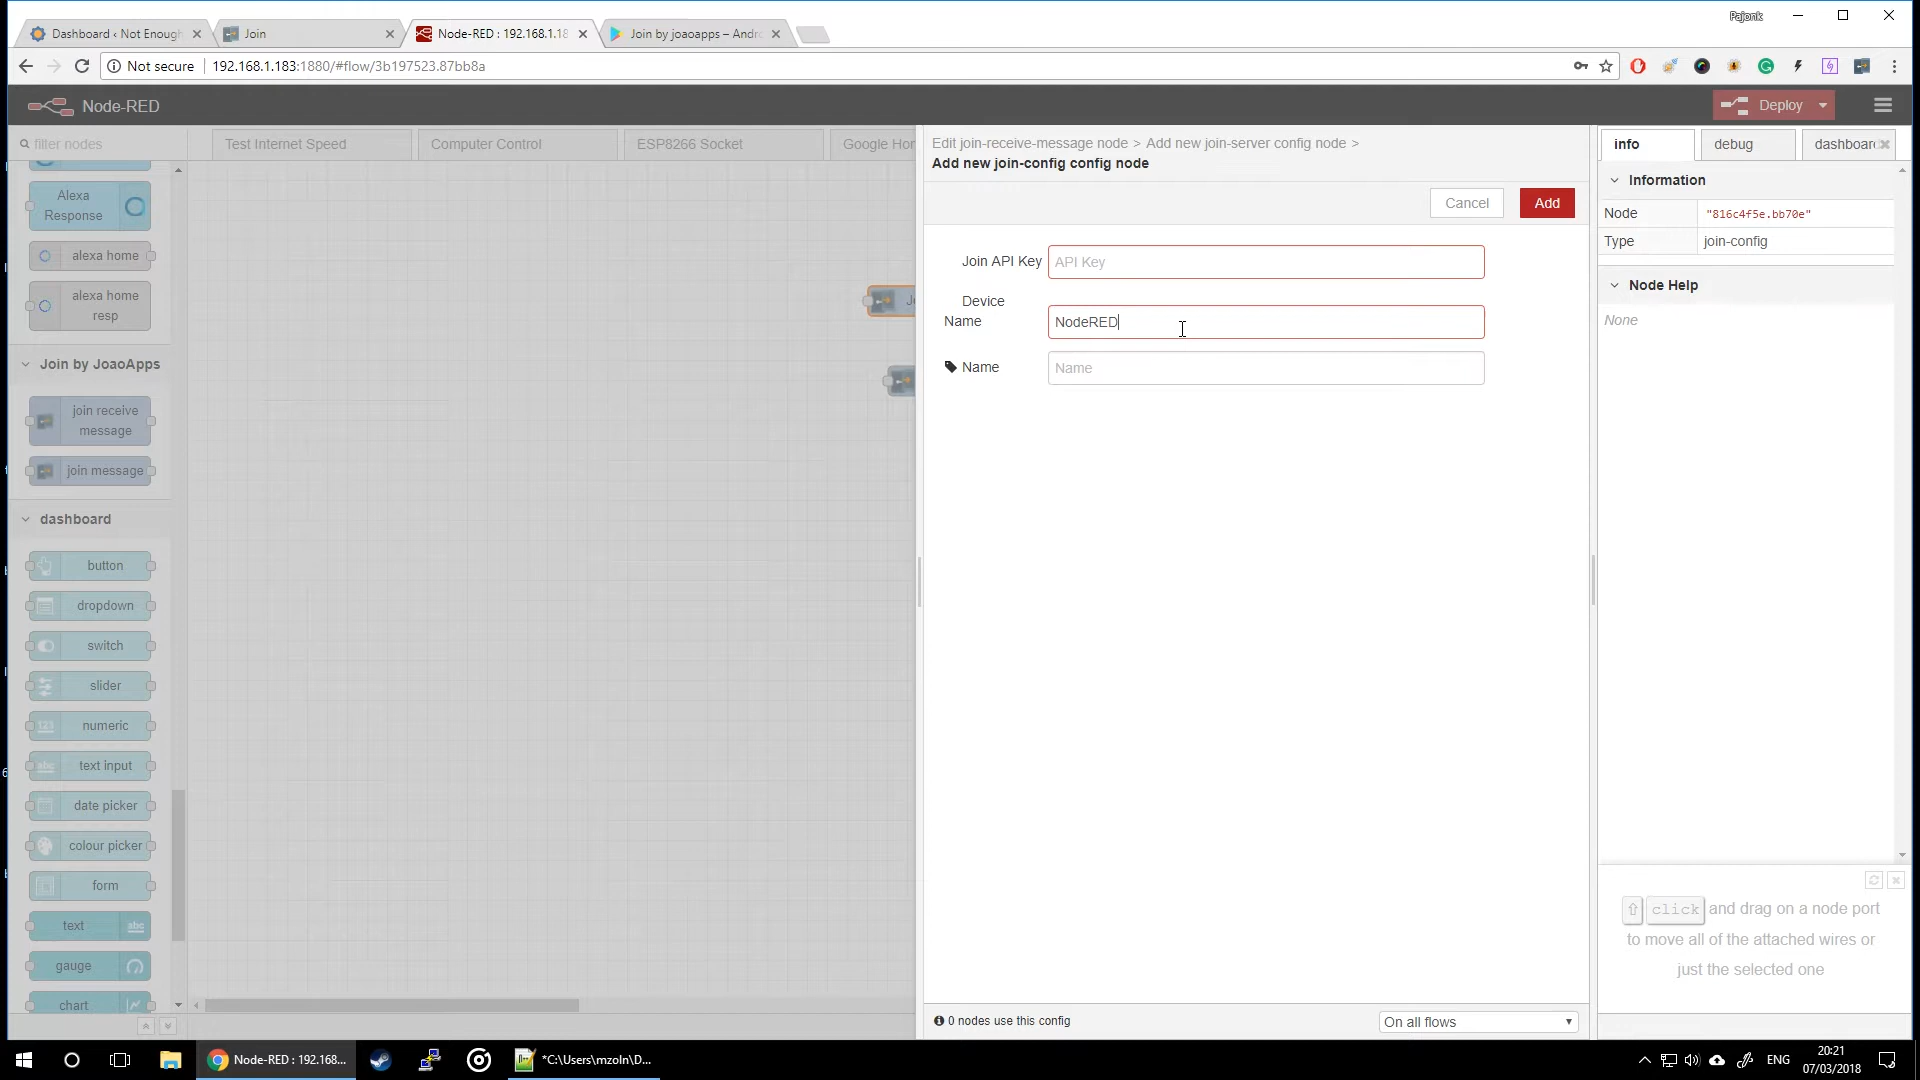 Pajonk
Dashboard ‹ Not Enough
Join
Node-RED : 192.168.1.18
Join by joaoapps – Andro
Not secure
192.168.1.183:1880/#flow/3b197523.87bb8a
Node-RED
Deploy
filter nodes
Test Internet Speed
Computer Control
ESP8266 Socket
Google Hor
Alexa
Response
alexa home
alexa home
resp
Join by JoaoApps
join receive
message
join message
dashboard
button
dropdown
switch
slider
123
numeric
abc
text input
date picker
colour picker
form
text
abc
gauge
chart
Edit join-receive-message node > Add new join-server config node >
Add new join-config config node
Cancel
Add
Join API Key
API Key
Device
Name
NodeRED
Name
Name
0 nodes use this config
On all flows
info
debug
dashboard
Information
Node
"816c4f5e.bb70e"
Type
join-config
Node Help
None
⇧ click and drag on a node port
to move all of the attached wires or
just the selected one
Node-RED : 192.168...
*C:\Users\mzoln\D...
ENG
20:21
07/03/2018